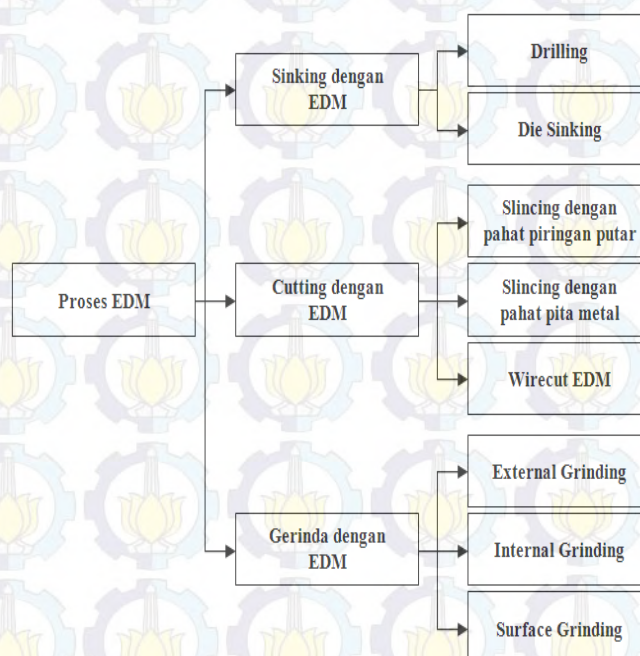 Proses EDM
Sinking dengan
EDM
Drilling
Die Sinking
Cutting dengan
EDM
Slincing dengan
pahat piringan putar
Slincing dengan
pahat pita metal
Wirecut EDM
Gerinda dengan
EDM
External Grinding
Internal Grinding
Surface Grinding